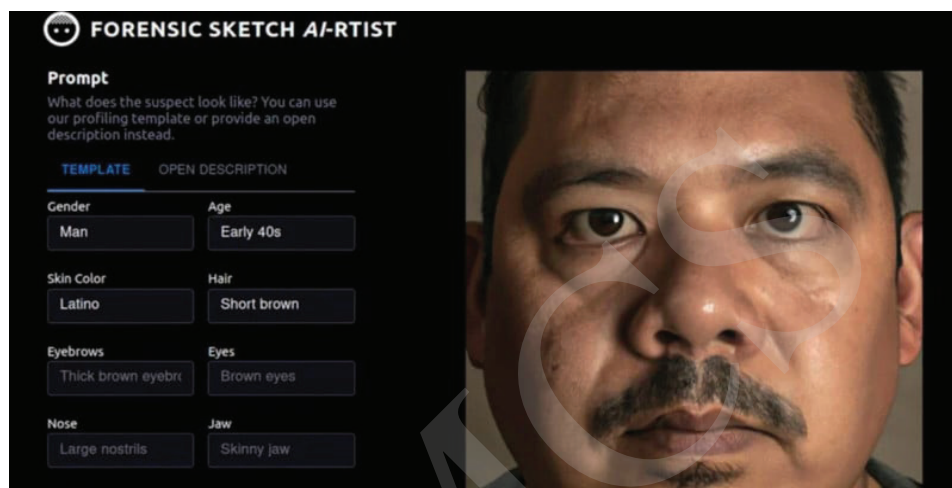 FORENSIC SKETCH AI-RTIST
Prompt
What does the suspect look like? You can use
our profiling template or provide an open
description instead.
TEMPLATE OPEN DESCRIPTION
Gender Age
Man Early 40s
Skin Color Hair
Latino Short brown
Eyebrows Eyes
Thick brown eyebro Brown eyes
Nose Jaw
Large nostrils Skinny jaw